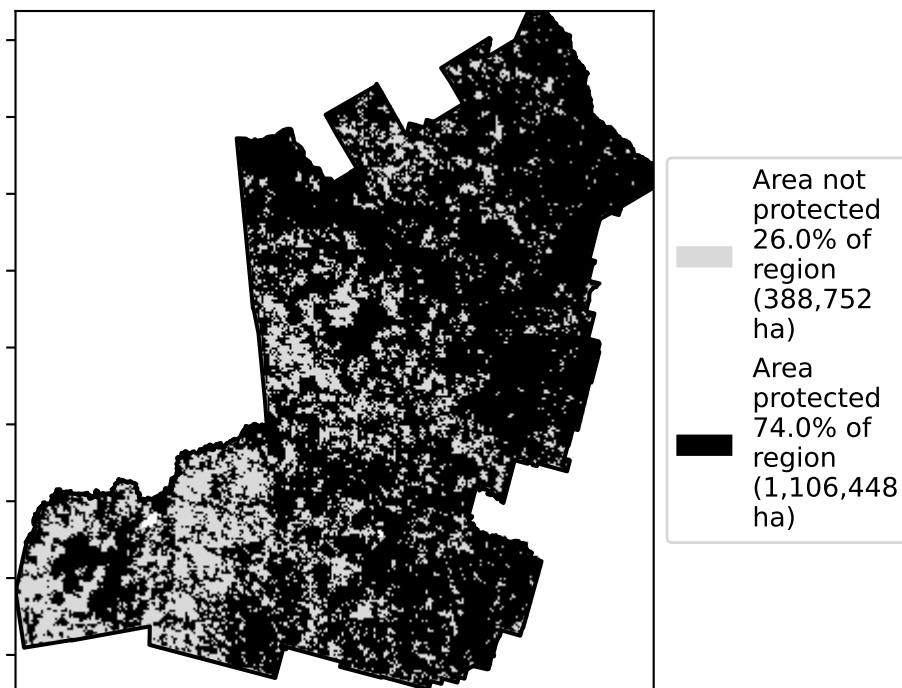 Area not
protected
26.0% of
region
(388,752
ha)
Area
protected
74.0% of
region
(1,106,448
ha)